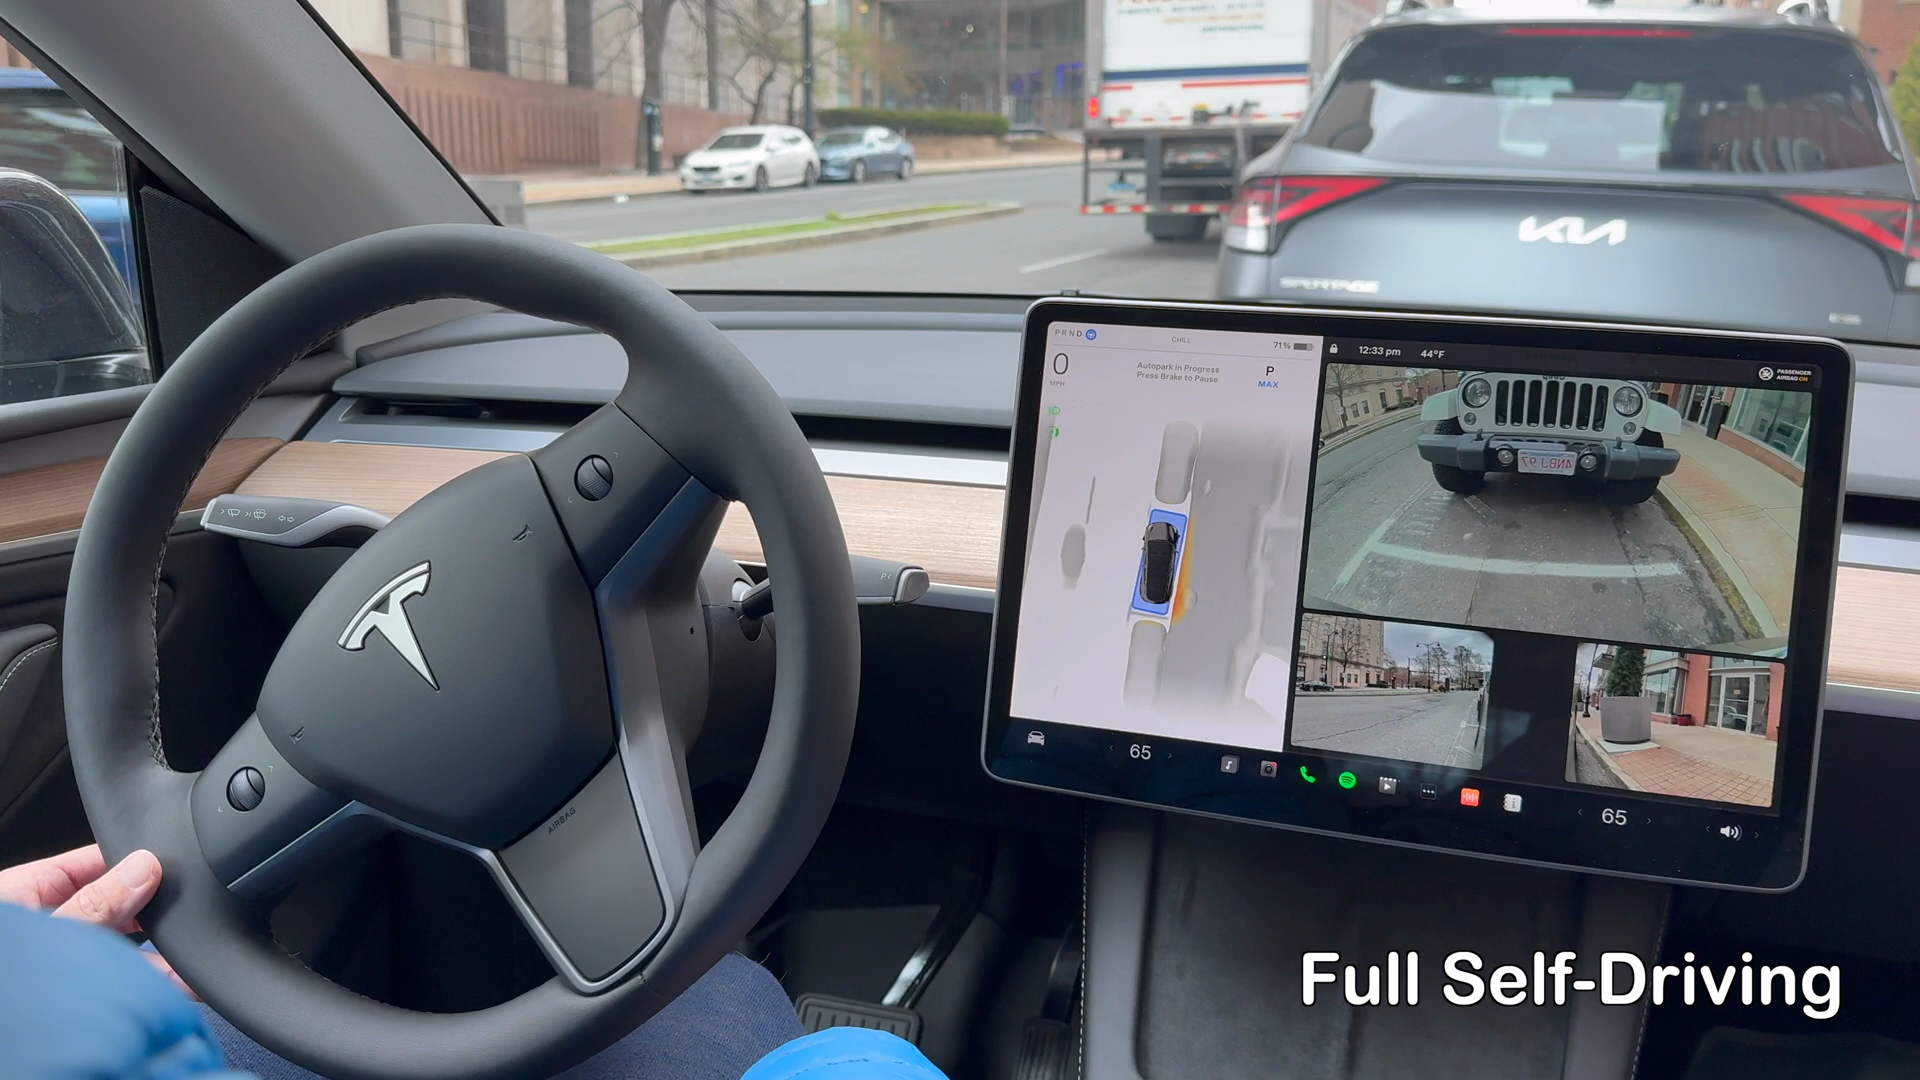 KIA
SPORTAGE
PRND
CHILL
71%
0
MPH
Autopark in Progress
Press Brake to Pause
P
MAX
12:33 pm
44°F
PASSENGER
AIRBAG ON
65
65
AIRBAG
Full Self-Driving